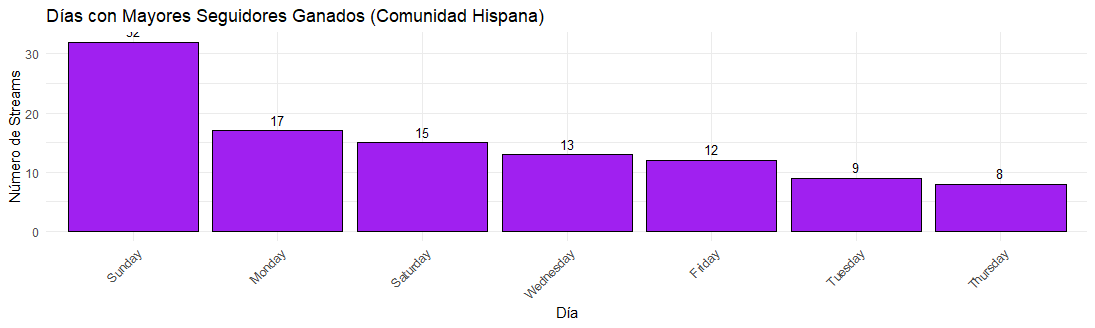 Días con Mayores Seguidores Ganados (Comunidad Hispana)
Número de Streams
30
20
10
0
32
17
15
13
12
9
8
Sunday
Monday
Saturday
Wednesday
Friday
Tuesday
Thursday
Día